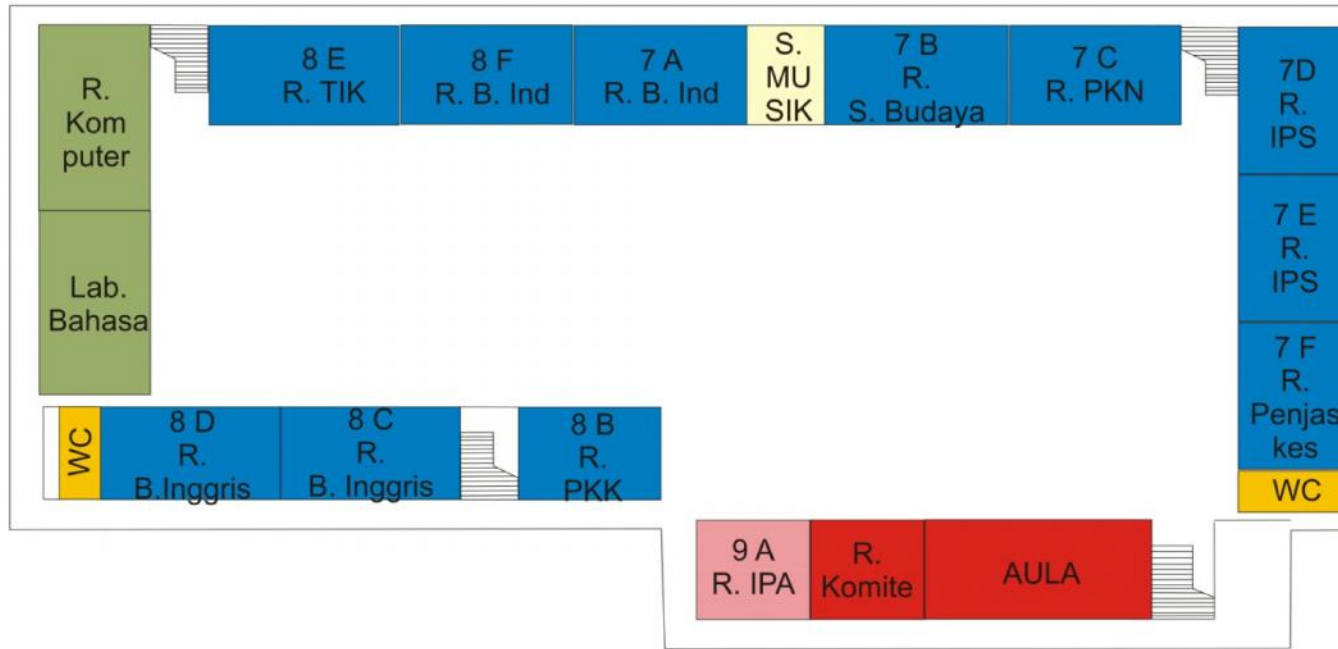 R.
Kom
puter
8 E
R. TIK
8 F
R. B. Ind
7 A
R. B. Ind
S.
MU
SIK
7 B
R.
S. Budaya
7 C
R. PKN
7D
R.
IPS
7 E
R.
IPS
7 F
R.
Penjas
kes
WC
Lab.
Bahasa
WC
8 D
R.
B.Inggris
8 C
R.
B. Inggris
8 B
R.
PKK
9 A
R. IPA
R.
Komite
AULA